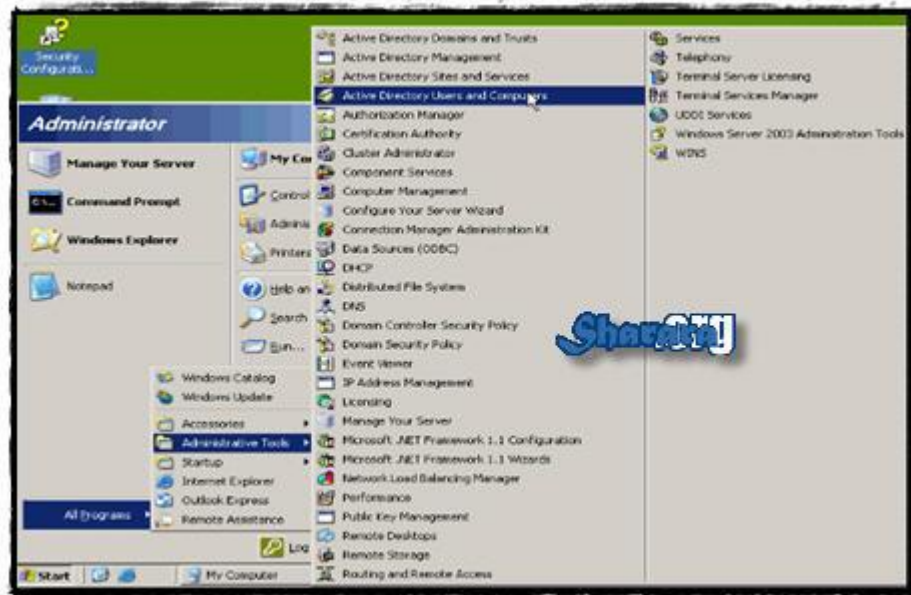 Security
Configurati...
Administrator
Manage Your Server
Command Prompt
Windows Explorer
Notepad
All Programs
My Co
Control
Adminis
Printers
Help an
Search
Run...
Log
Windows Catalog
Windows Update
Accessories
Administrative Tools
Startup
Internet Explorer
Outlook Express
Remote Assistance
Active Directory Domains and Trusts
Active Directory Management
Active Directory Sites and Services
Active Directory Users and Computers
Authorization Manager
Certification Authority
Cluster Administrator
Component Services
Computer Management
Configure Your Server Wizard
Connection Manager Administration Kit
Data Sources (ODBC)
DHCP
Distributed File System
DNS
Domain Controller Security Policy
Domain Security Policy
Event Viewer
IP Address Management
Licensing
Manage Your Server
Microsoft .NET Framework 1.1 Configuration
Microsoft .NET Framework 1.1 Wizards
Network Load Balancing Manager
Performance
Public Key Management
Remote Desktops
Remote Storage
Routing and Remote Access
Services
Telephony
Terminal Server Licensing
Terminal Services Manager
UDDI Services
Windows Server 2003 Administration Tools
WINS
Start
My Computer